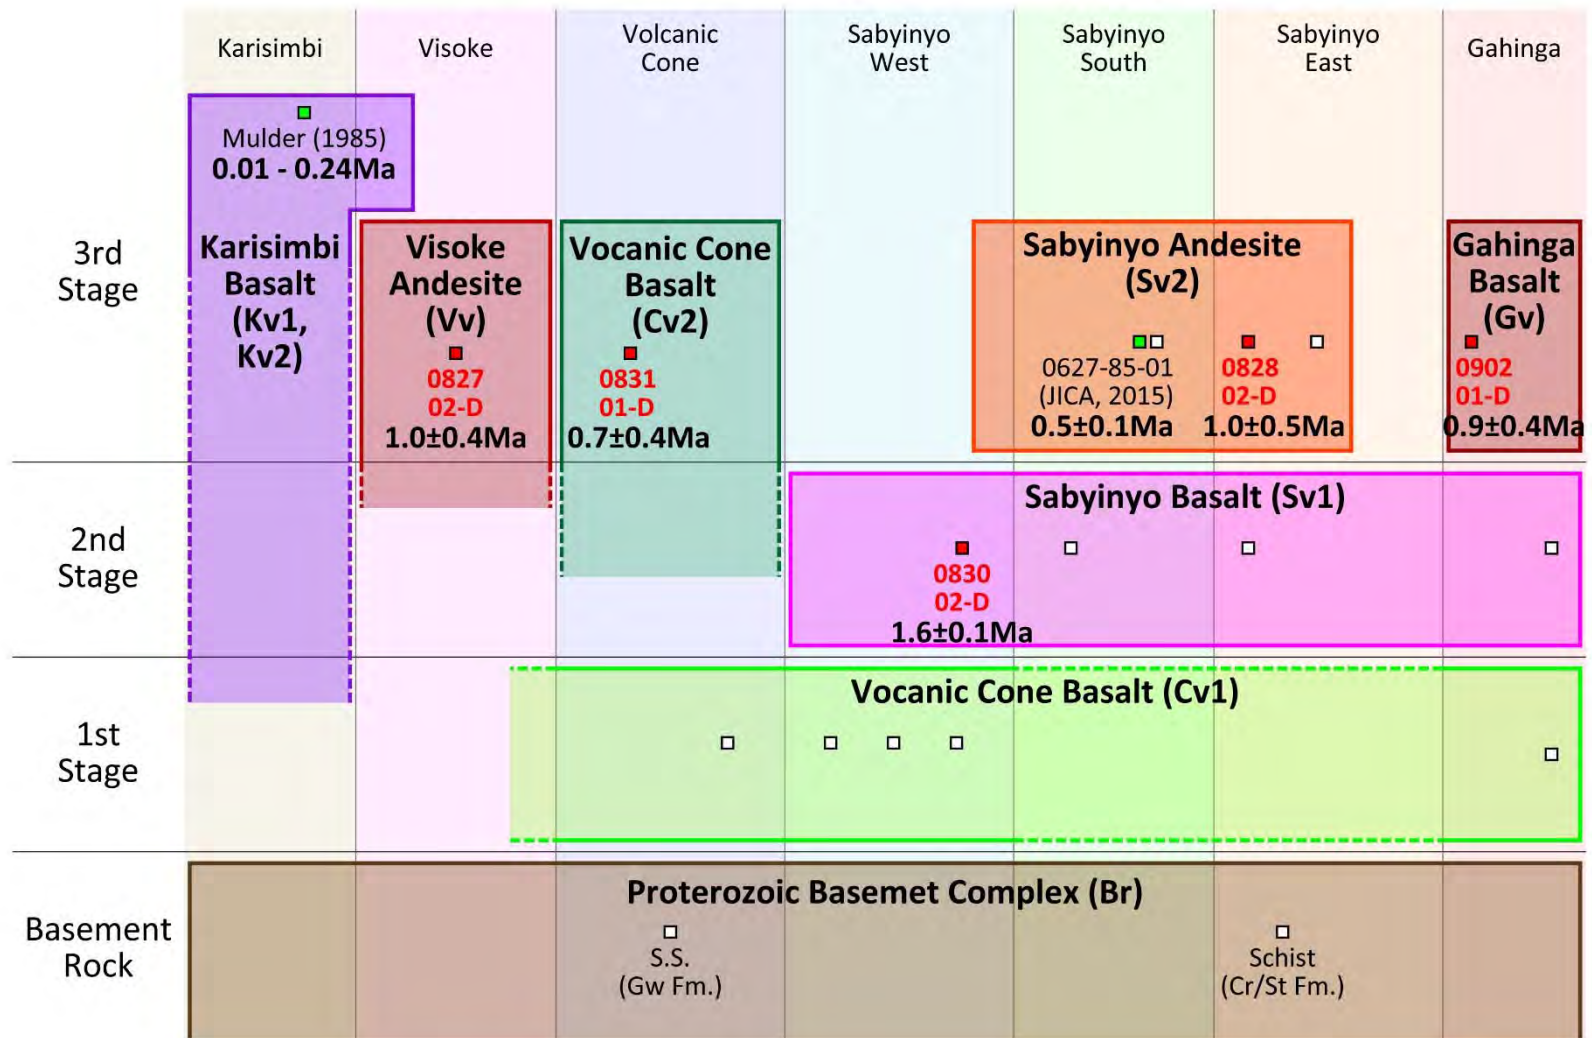 Karisimbi
Visoke
Volcanic
Cone
Sabyinyo
West
Sabyinyo
South
Sabyinyo
East
Gahinga
3rd
Stage
Mulder (1985)
0.01 - 0.24Ma
Karisimbi
Basalt
(Kv1,
Kv2)
Visoke
Andesite
(Vv)
0827
02-D
1.0±0.4Ma
Vocanic Cone
Basalt
(Cv2)
0831
01-D
0.7±0.4Ma
Sabyinyo Andesite
(Sv2)
0627-85-01
(JICA, 2015)
0.5±0.1Ma
0828
02-D
1.0±0.5Ma
Gahinga
Basalt
(Gv)
0902
01-D
0.9±0.4Ma
2nd
Stage
Sabyinyo Basalt (Sv1)
0830
02-D
1.6±0.1Ma
1st
Stage
Vocanic Cone Basalt (Cv1)
Basement
Rock
Proterozoic Basemet Complex (Br)
S.S.
(Gw Fm.)
Schist
(Cr/St Fm.)